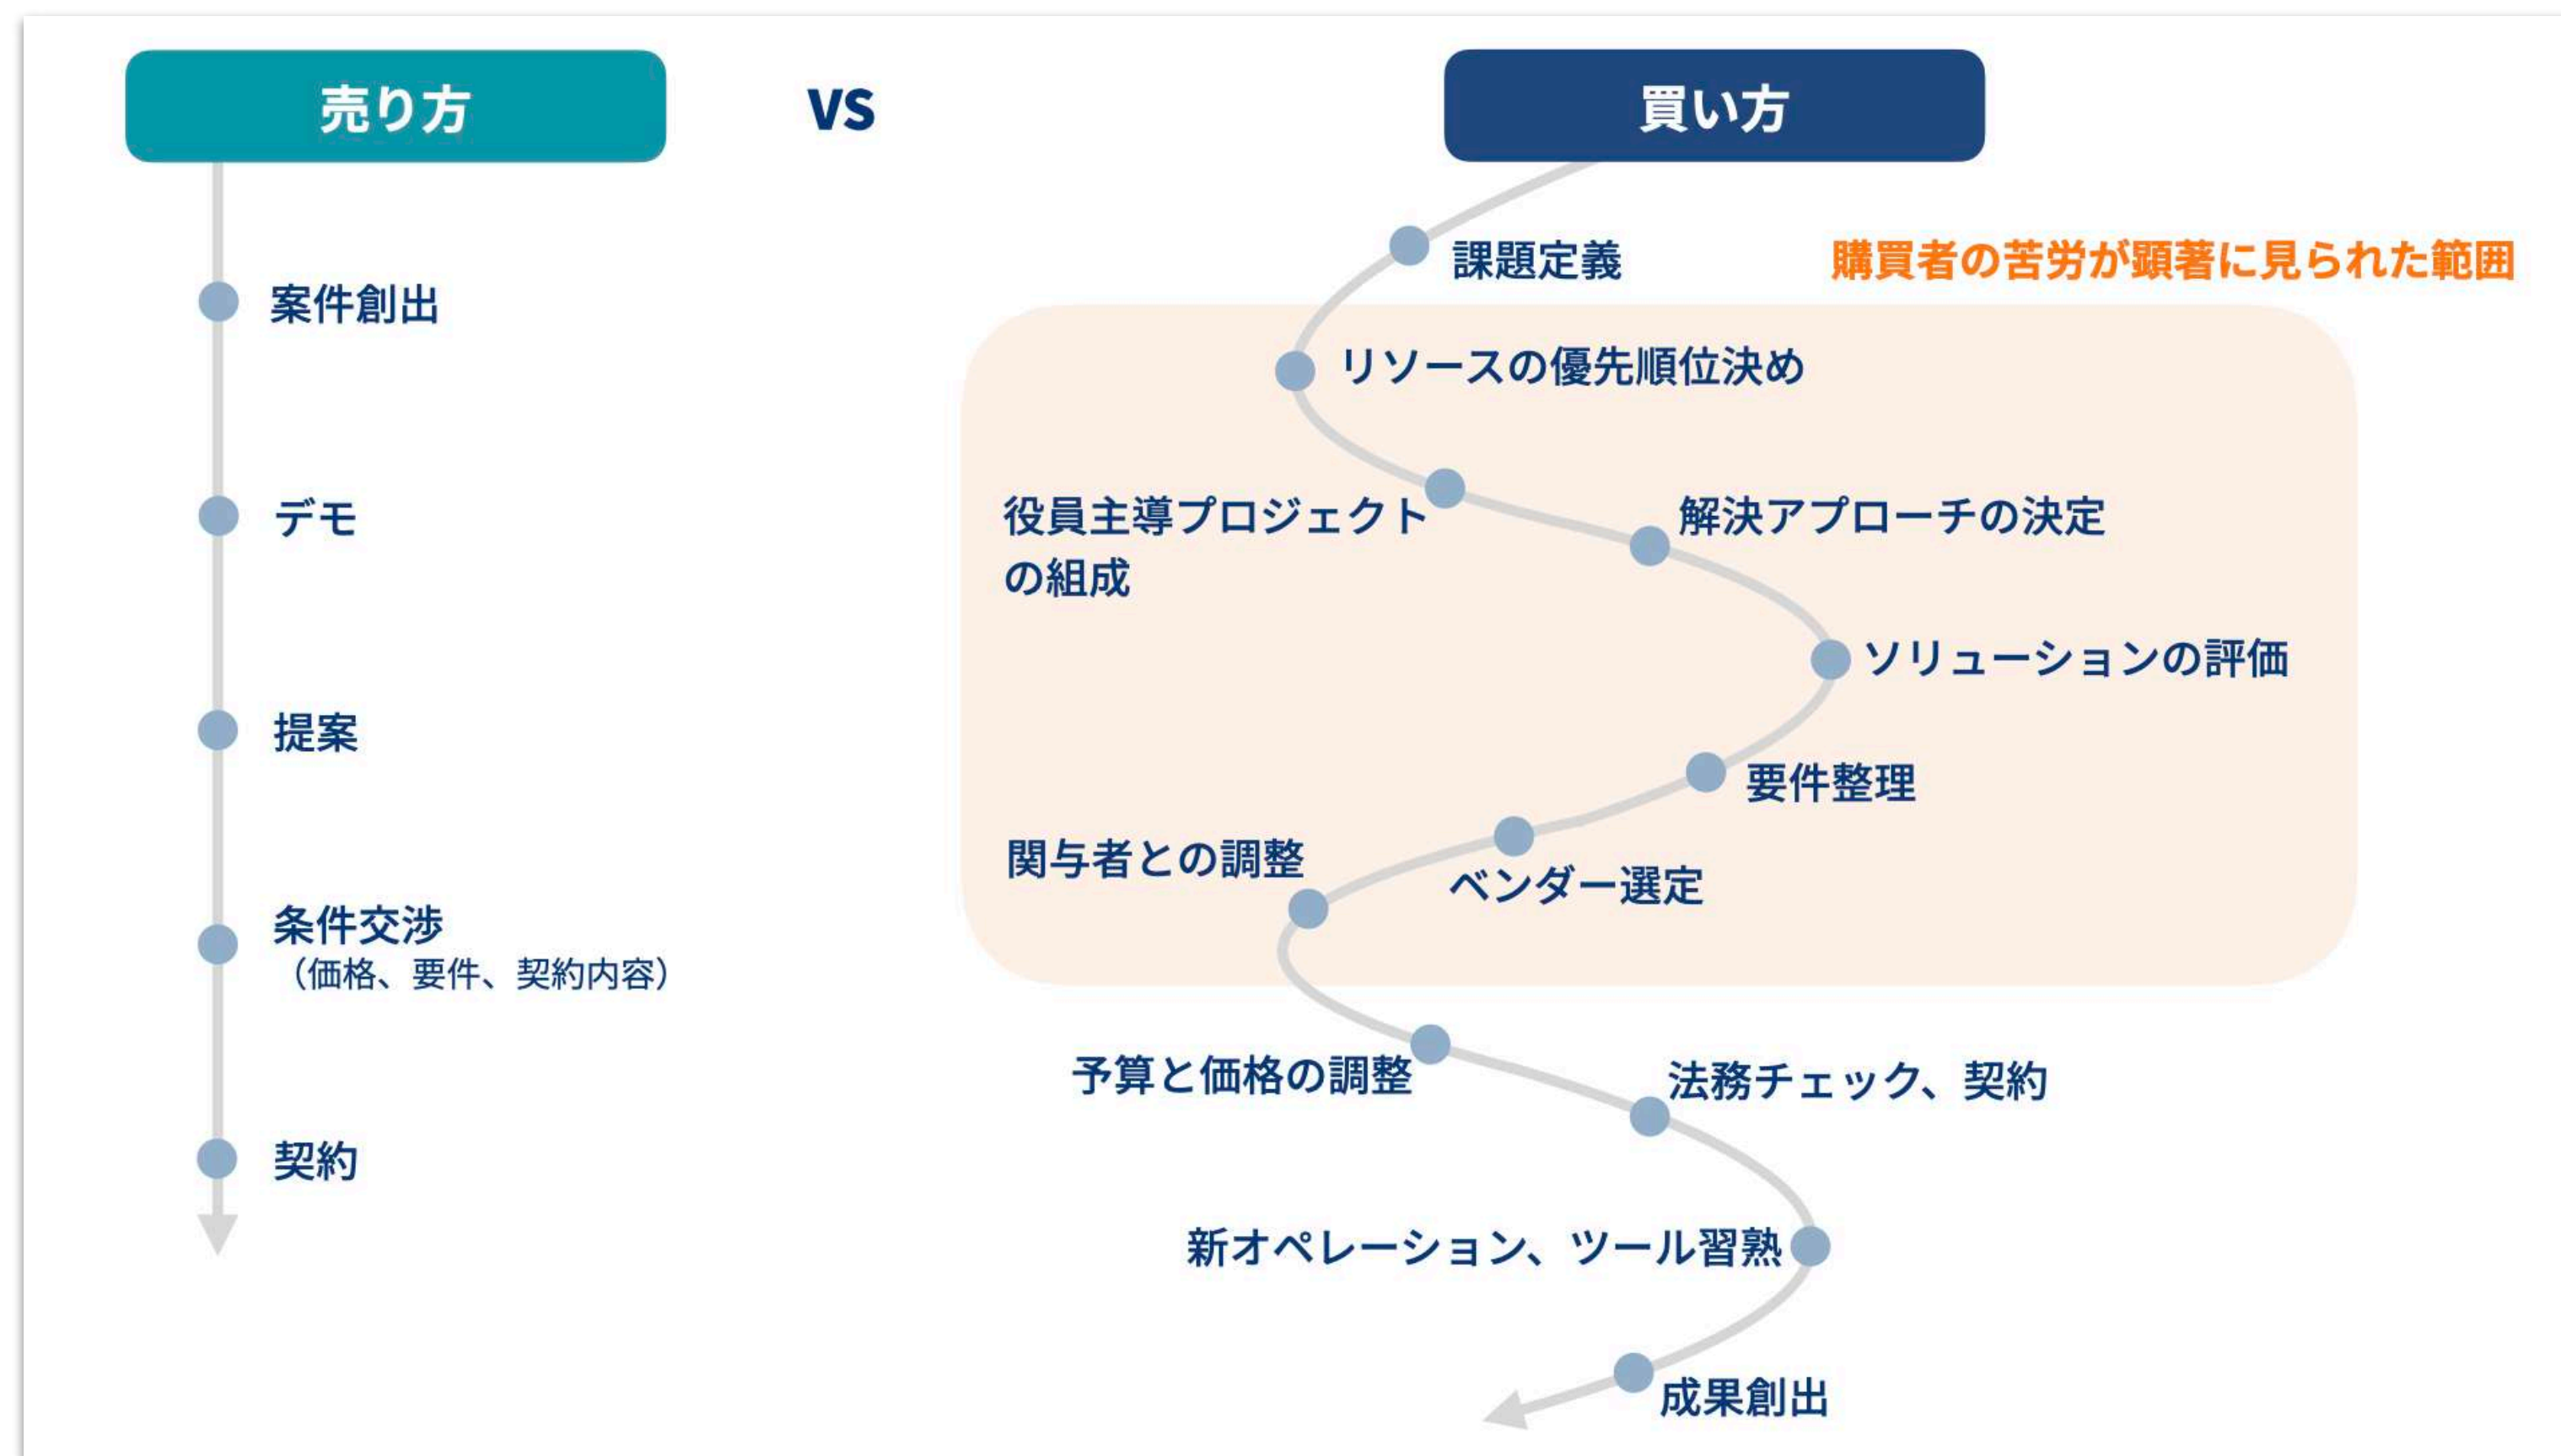 売り方
VS
買い方
案件創出
デモ
提案
条件交渉
（価格、要件、契約内容）
契約
課題定義
購買者の苦労が顕著に見られた範囲
リソースの優先順位決め
役員主導プロジェクト
の組成
解決アプローチの決定
ソリューションの評価
要件整理
ベンダー選定
関与者との調整
予算と価格の調整
法務チェック、契約
新オペレーション、ツール習熟
成果創出